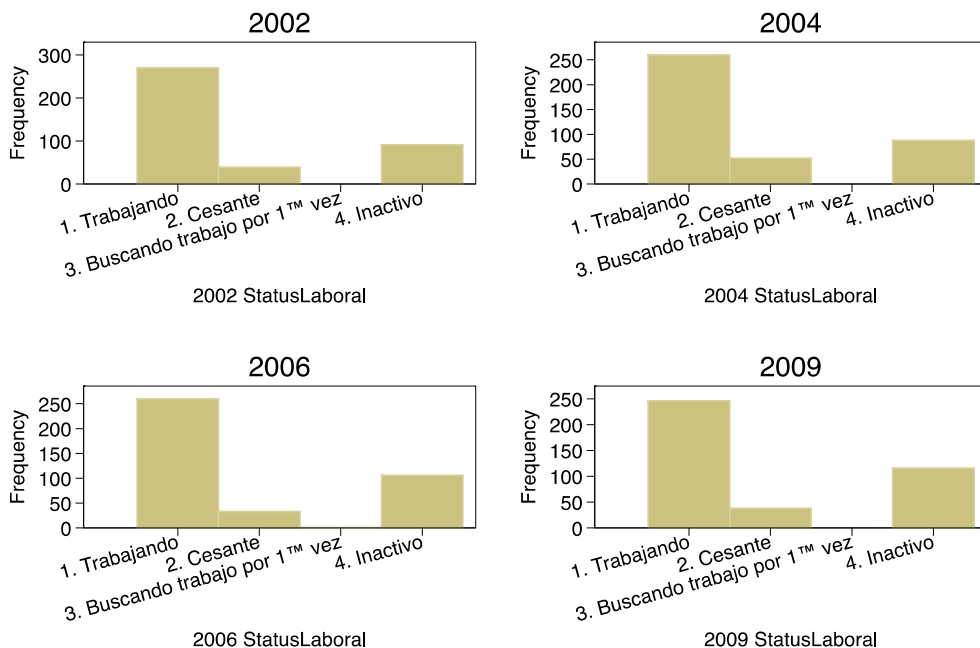 2002
Frequency
300
200
100
0
1. Trabajando
2. Cesante
3. Buscando trabajo por 1™ vez
4. Inactivo
2002 StatusLaboral
2004
Frequency
250
200
150
100
50
0
1. Trabajando
2. Cesante
3. Buscando trabajo por 1™ vez
4. Inactivo
2004 StatusLaboral
2006
Frequency
250
200
150
100
50
0
1. Trabajando
2. Cesante
3. Buscando trabajo por 1™ vez
4. Inactivo
2006 StatusLaboral
2009
Frequency
250
200
150
100
50
0
1. Trabajando
2. Cesante
3. Buscando trabajo por 1™ vez
4. Inactivo
2009 StatusLaboral